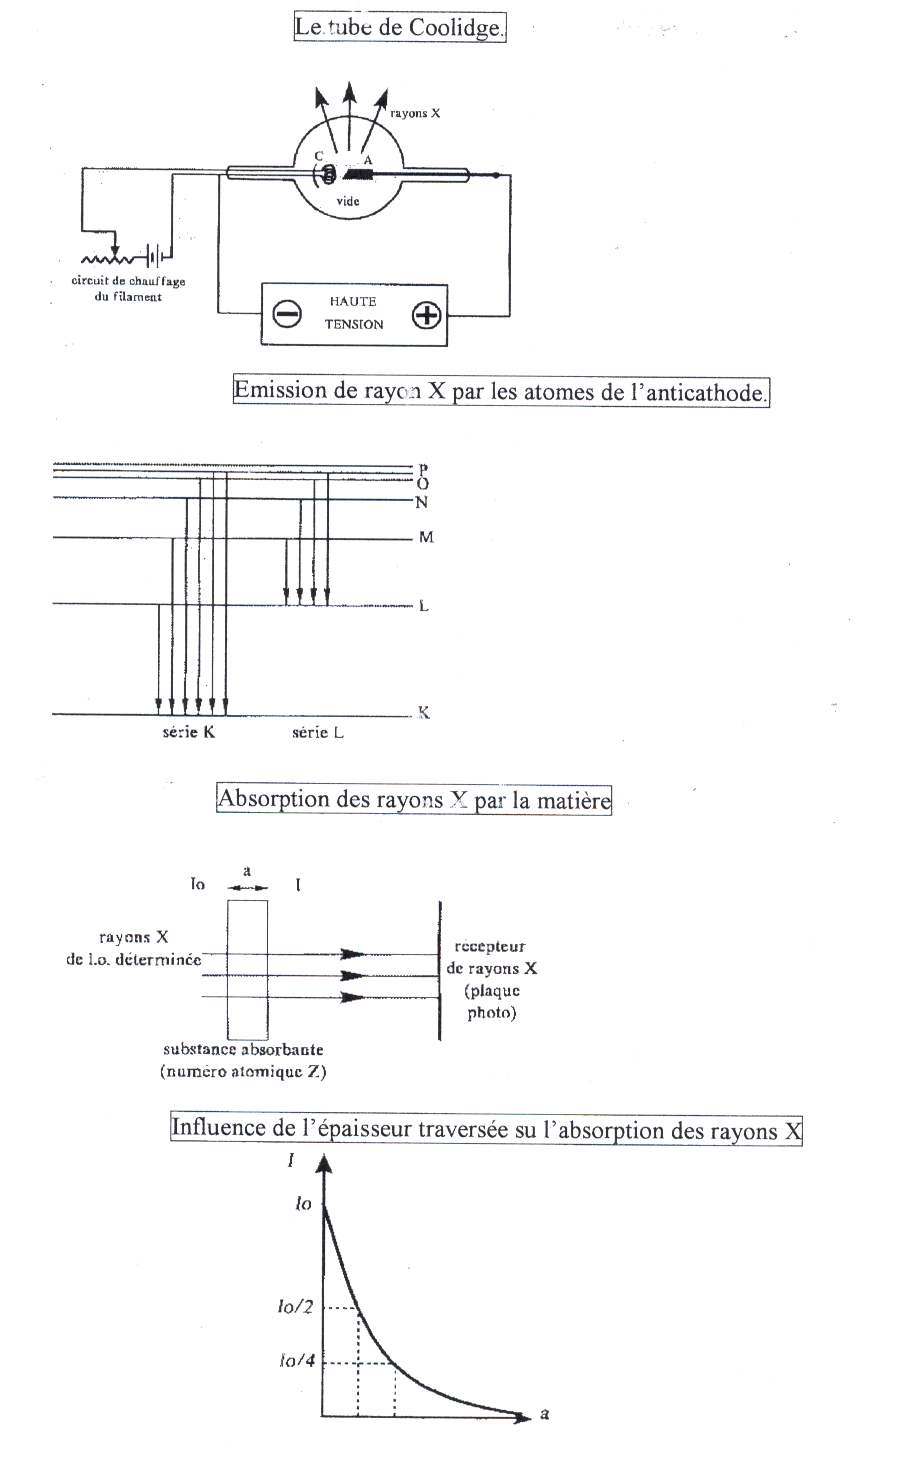 Le tube de Coolidge.
rayons X
C
A
vide
circuit de chauffage
du filament
HAUTE
TENSION
Emission de rayon X par les atomes de l'anticathode.
P
O
N
M
L
K
série K
série L
Absorption des rayons X par la matière
a
Io
I
rayons X
de l.o. déterminée
récepteur
de rayons X
(plaque
photo)
substance absorbante
(numéro atomique Z)
Influence de l'épaisseur traversée su l'absorption des rayons X
I
Io
Io/2
Io/4
a